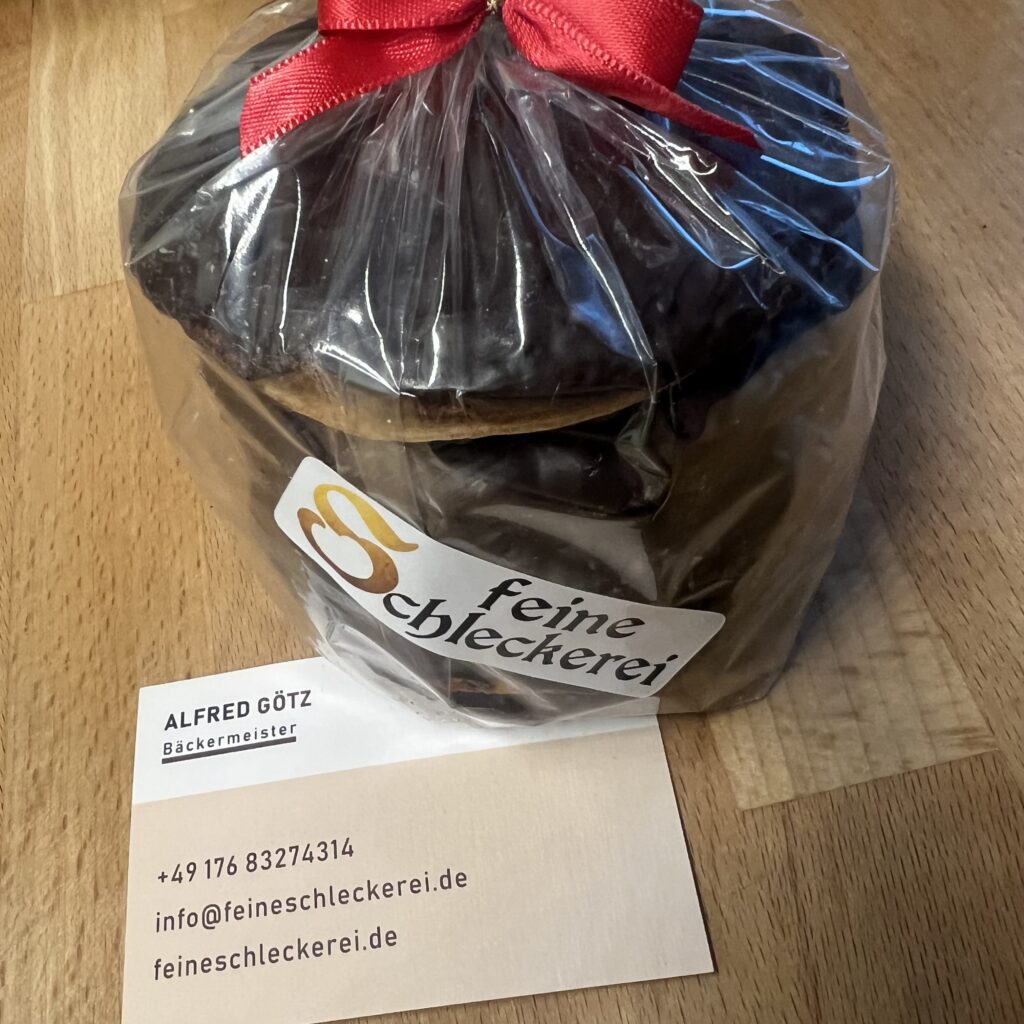 feine
Schleckerei
ALFRED GÖTZ
Bäckermeister
+49 176 83274314
info@feineschleckerei.de
feineschleckerei.de